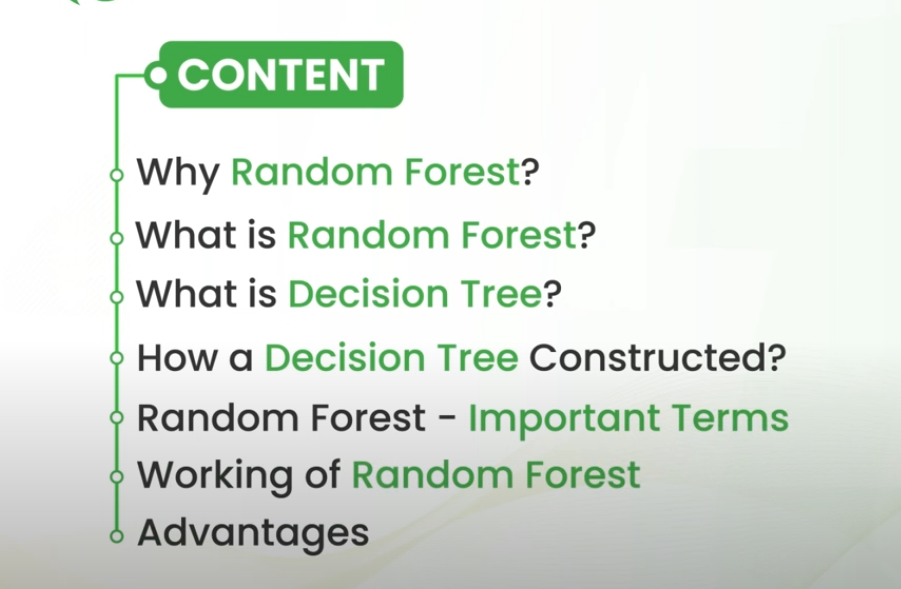 CONTENT
Why Random Forest?
What is Random Forest?
What is Decision Tree?
How a Decision Tree Constructed?
Random Forest - Important Terms
Working of Random Forest
Advantages